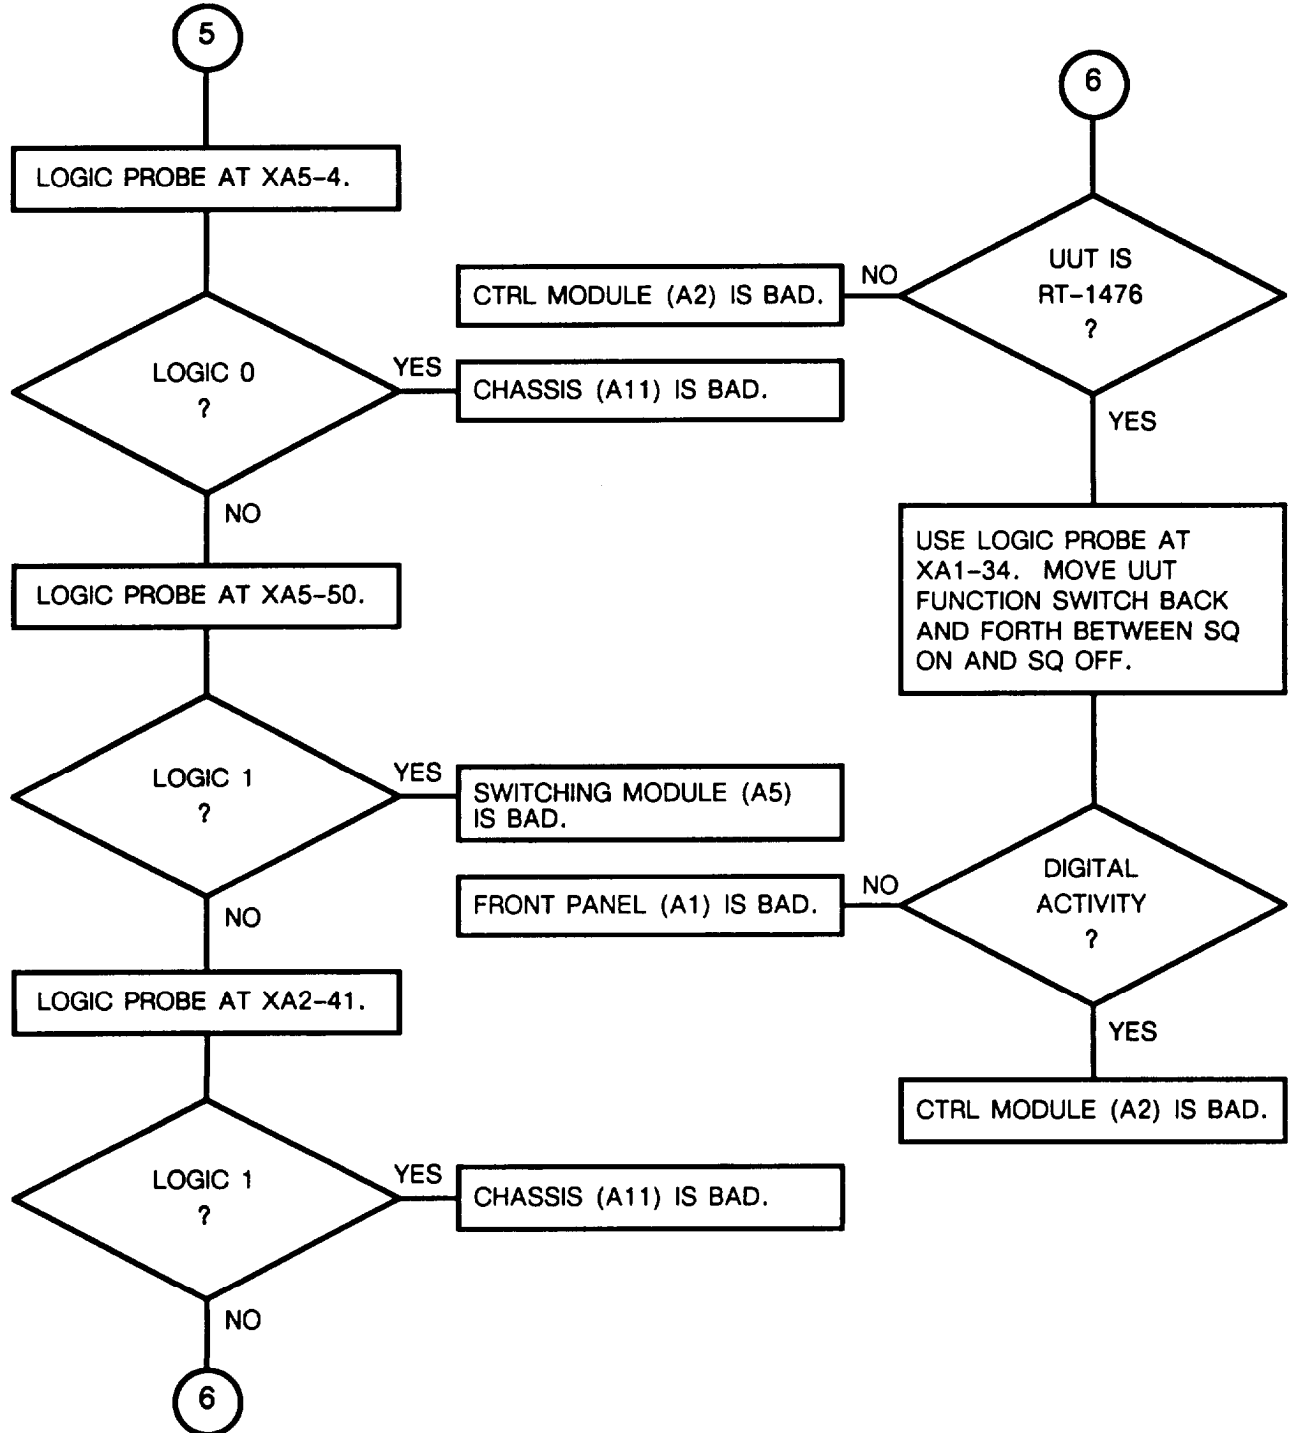 5
LOGIC PROBE AT XA5-4.
LOGIC 0
?
YES
CHASSIS (A11) IS BAD.
NO
LOGIC PROBE AT XA5-50.
LOGIC 1
?
YES
SWITCHING MODULE (A5)
IS BAD.
NO
LOGIC PROBE AT XA2-41.
LOGIC 1
?
YES
CHASSIS (A11) IS BAD.
NO
6
6
UUT IS
RT-1476
?
NO
CTRL MODULE (A2) IS BAD.
YES
USE LOGIC PROBE AT
XA1-34. MOVE UUT
FUNCTION SWITCH BACK
AND FORTH BETWEEN SQ
ON AND SQ OFF.
DIGITAL
ACTIVITY
?
NO
FRONT PANEL (A1) IS BAD.
YES
CTRL MODULE (A2) IS BAD.